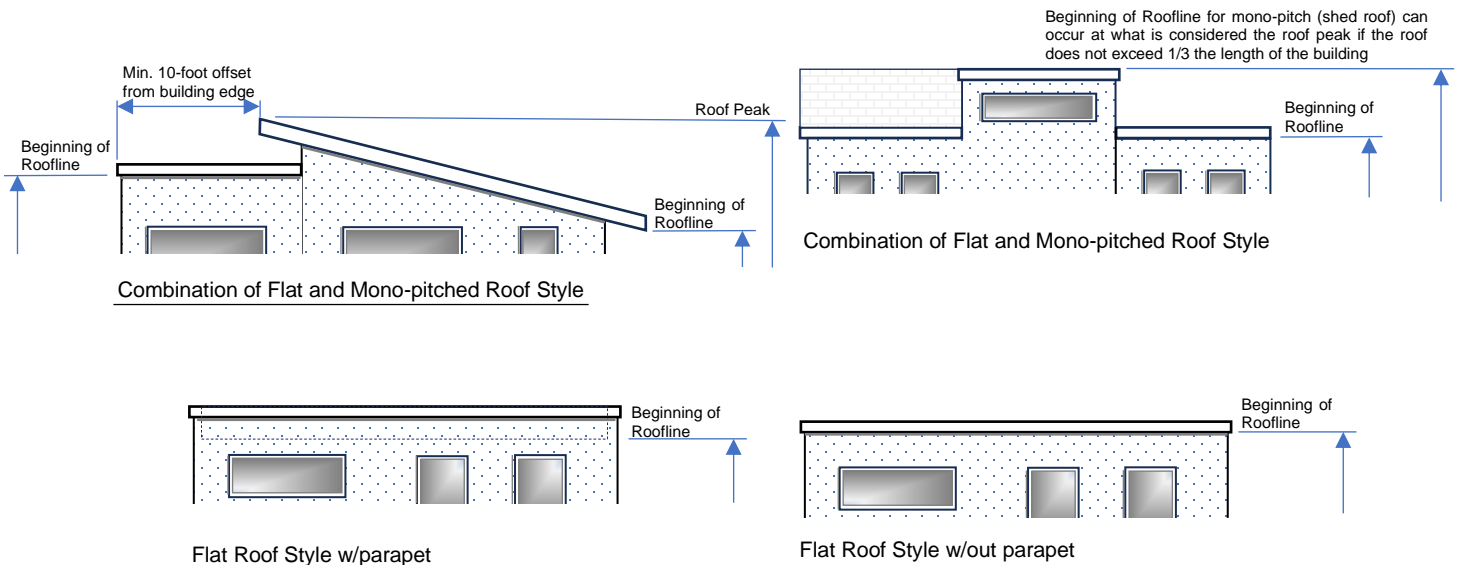 Beginning of Roofline for mono-pitch (shed roof) can
occur at what is considered the roof peak if the roof
does not exceed 1/3 the length of the building
Min. 10-foot offset
from building edge
Roof Peak
Beginning of
Roofline
Beginning of
Roofline
Beginning of
Roofline
Combination of Flat and Mono-pitched Roof Style
Combination of Flat and Mono-pitched Roof Style
Beginning of
Roofline
Beginning of
Roofline
Flat Roof Style w/parapet
Flat Roof Style w/out parapet